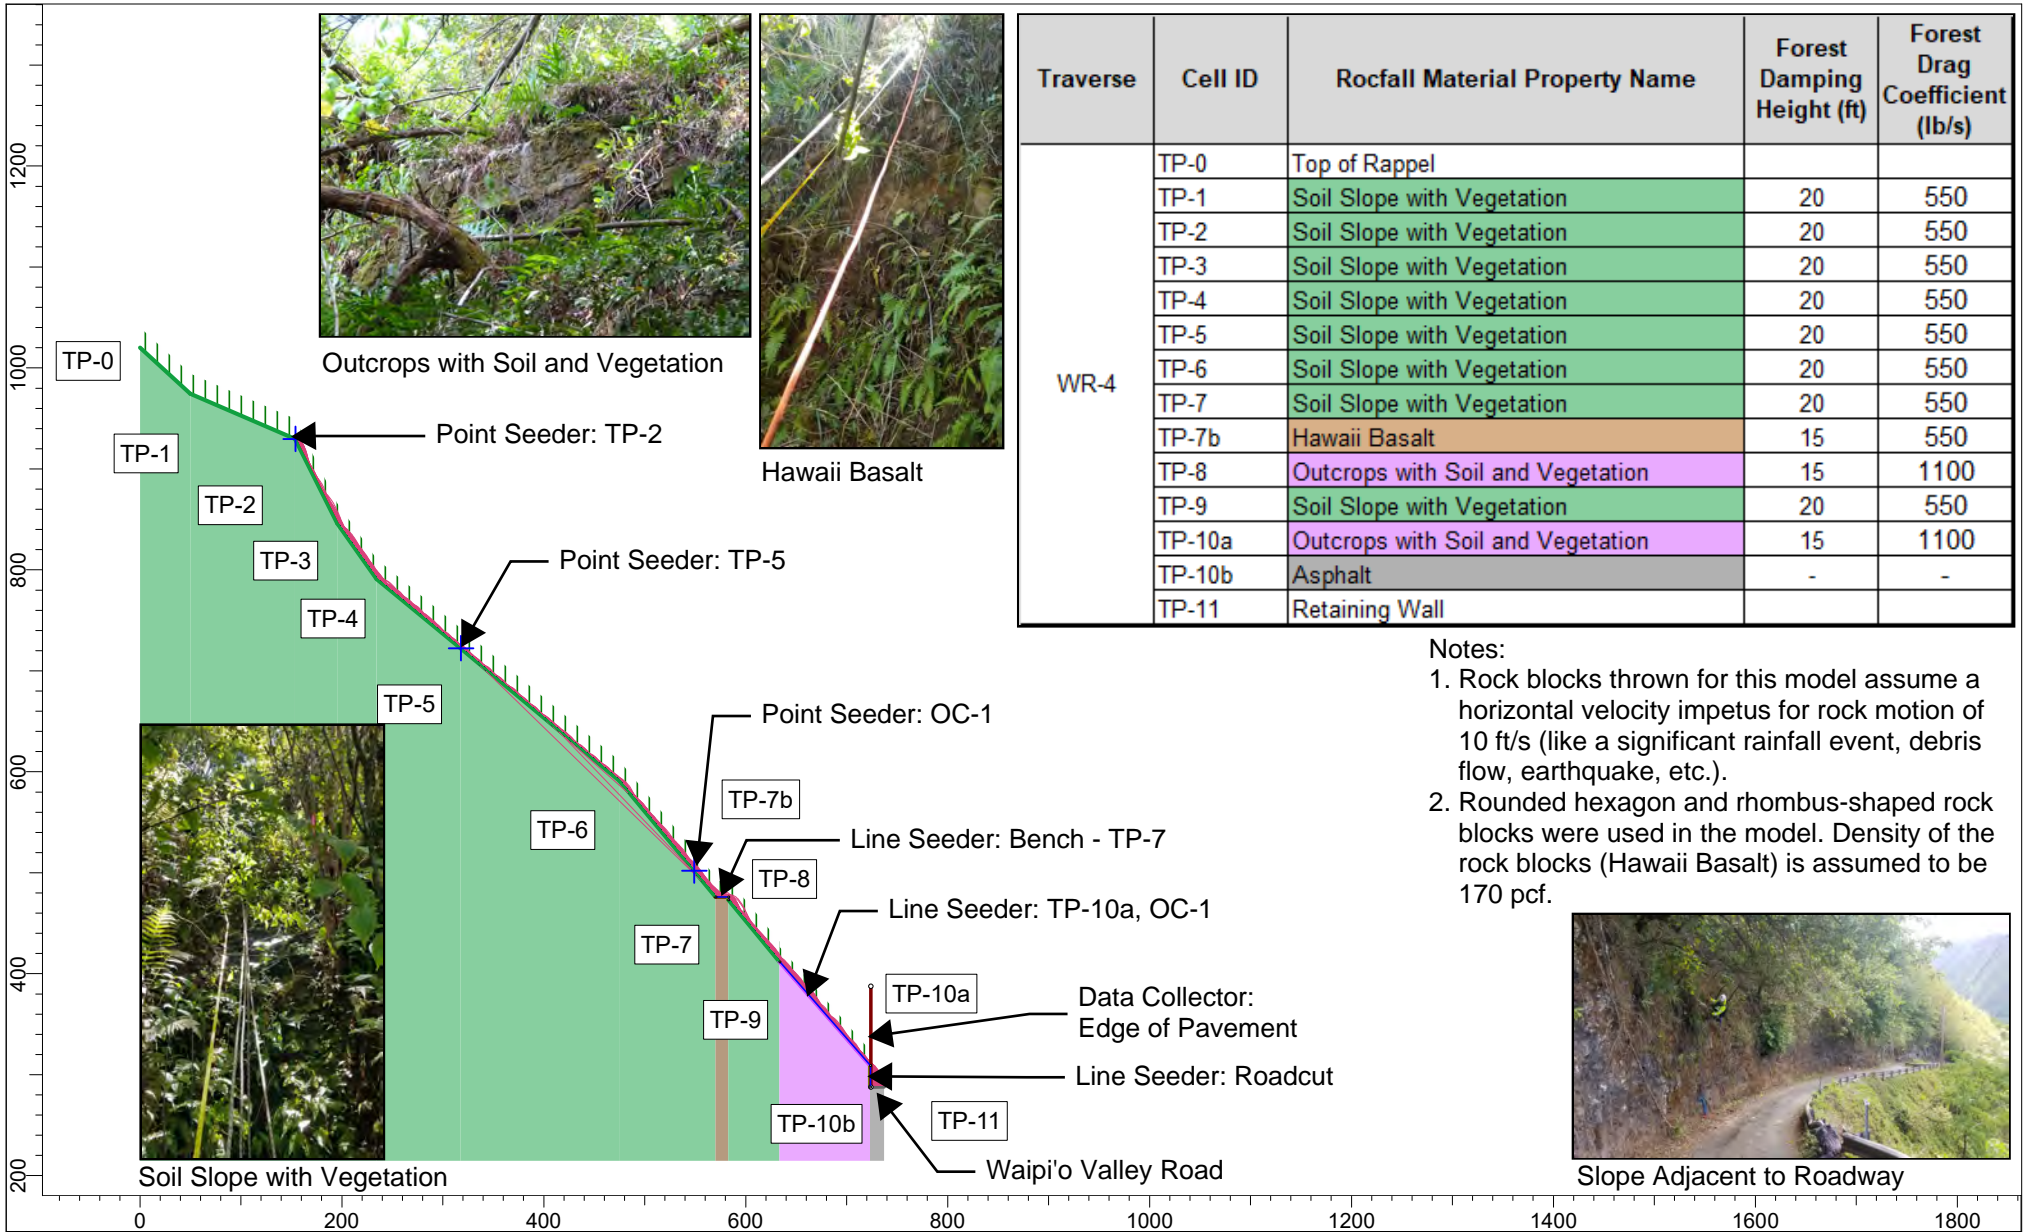 Traverse
Cell ID
Rocfall Material Property Name
Forest
Damping
Height (ft)
Forest
Drag
Coefficient
(lb/s)
WR-4
TP-0 Top of Rappel
TP-1 Soil Slope with Vegetation 20 550
TP-2 Soil Slope with Vegetation 20 550
TP-3 Soil Slope with Vegetation 20 550
TP-4 Soil Slope with Vegetation 20 550
TP-5 Soil Slope with Vegetation 20 550
TP-6 Soil Slope with Vegetation 20 550
TP-7 Soil Slope with Vegetation 20 550
TP-7b Hawaii Basalt 15 550
TP-8 Outcrops with Soil and Vegetation 15 1100
TP-9 Soil Slope with Vegetation 20 550
TP-10a Outcrops with Soil and Vegetation 15 1100
TP-10b Asphalt - -
TP-11 Retaining Wall
Outcrops with Soil and Vegetation
Hawaii Basalt
TP-0
TP-1
TP-2
TP-3
TP-4
TP-5
TP-6
TP-7b
TP-8
TP-7
TP-9
TP-10a
TP-10b
TP-11
Point Seeder: TP-2
Point Seeder: TP-5
Point Seeder: OC-1
Line Seeder: Bench - TP-7
Line Seeder: TP-10a, OC-1
Data Collector:
Edge of Pavement
Line Seeder: Roadcut
Waipi'o Valley Road
Notes:
1. Rock blocks thrown for this model assume a
horizontal velocity impetus for rock motion of
10 ft/s (like a significant rainfall event, debris
flow, earthquake, etc.).
2. Rounded hexagon and rhombus-shaped rock
blocks were used in the model. Density of the
rock blocks (Hawaii Basalt) is assumed to be
170 pcf.
Soil Slope with Vegetation
Slope Adjacent to Roadway
1200
1000
800
600
400
200
0 200 400 600 800 1000 1200 1400 1600 1800